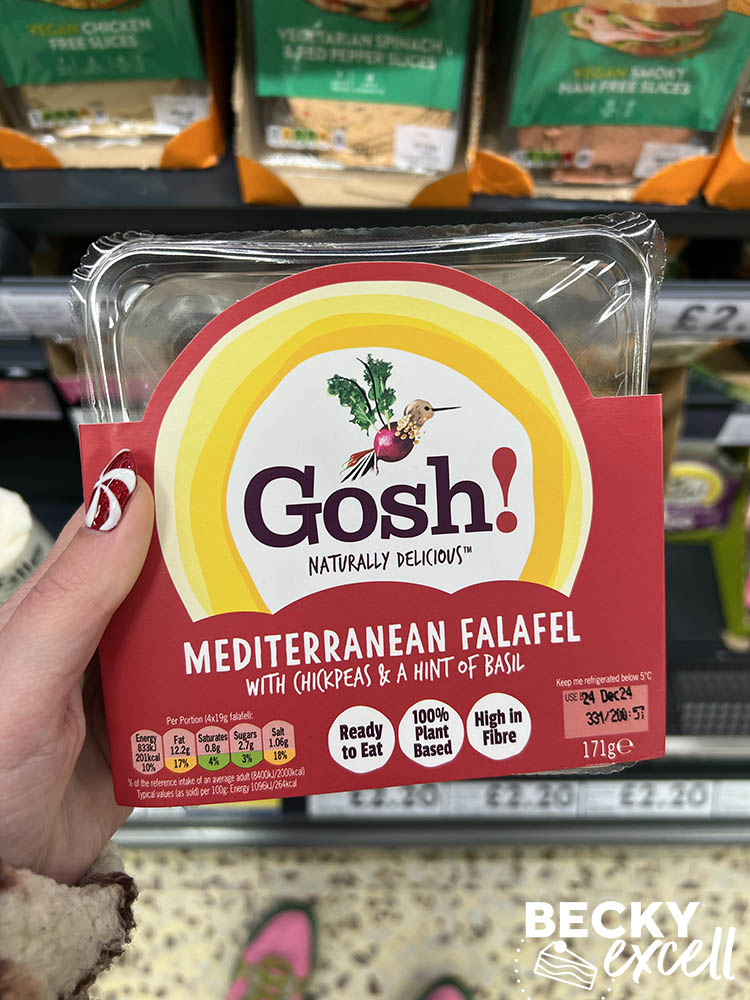 VEGAN CHICKEN
FREE SLICES
VEGETARIAN SPINACH
& RED PEPPER SLICES
VEGAN SMOKY
HAM FREE SLICES
£2.
Gosh!
NATURALLY DELICIOUS™
MEDITERRANEAN FALAFEL
WITH CHICKPEAS & A HINT OF BASIL
Keep me refrigerated below 5°C
USE BY
24 Dec24
331/200:57
171g℮
Ready
to Eat
100%
Plant
Based
High in
Fibre
Per Portion (4x19g falafel):
Energy
833kJ
201kcal
10%
Fat
12.2g
17%
Saturates
0.8g
4%
Sugars
2.7g
3%
Salt
1.06g
18%
% of the reference intake of an average adult (8400kJ/2000kcal)
Typical values (as sold) per 100g: Energy 1096kJ/264kcal
£2.20
£2.20
£2.20
BECKY
excell